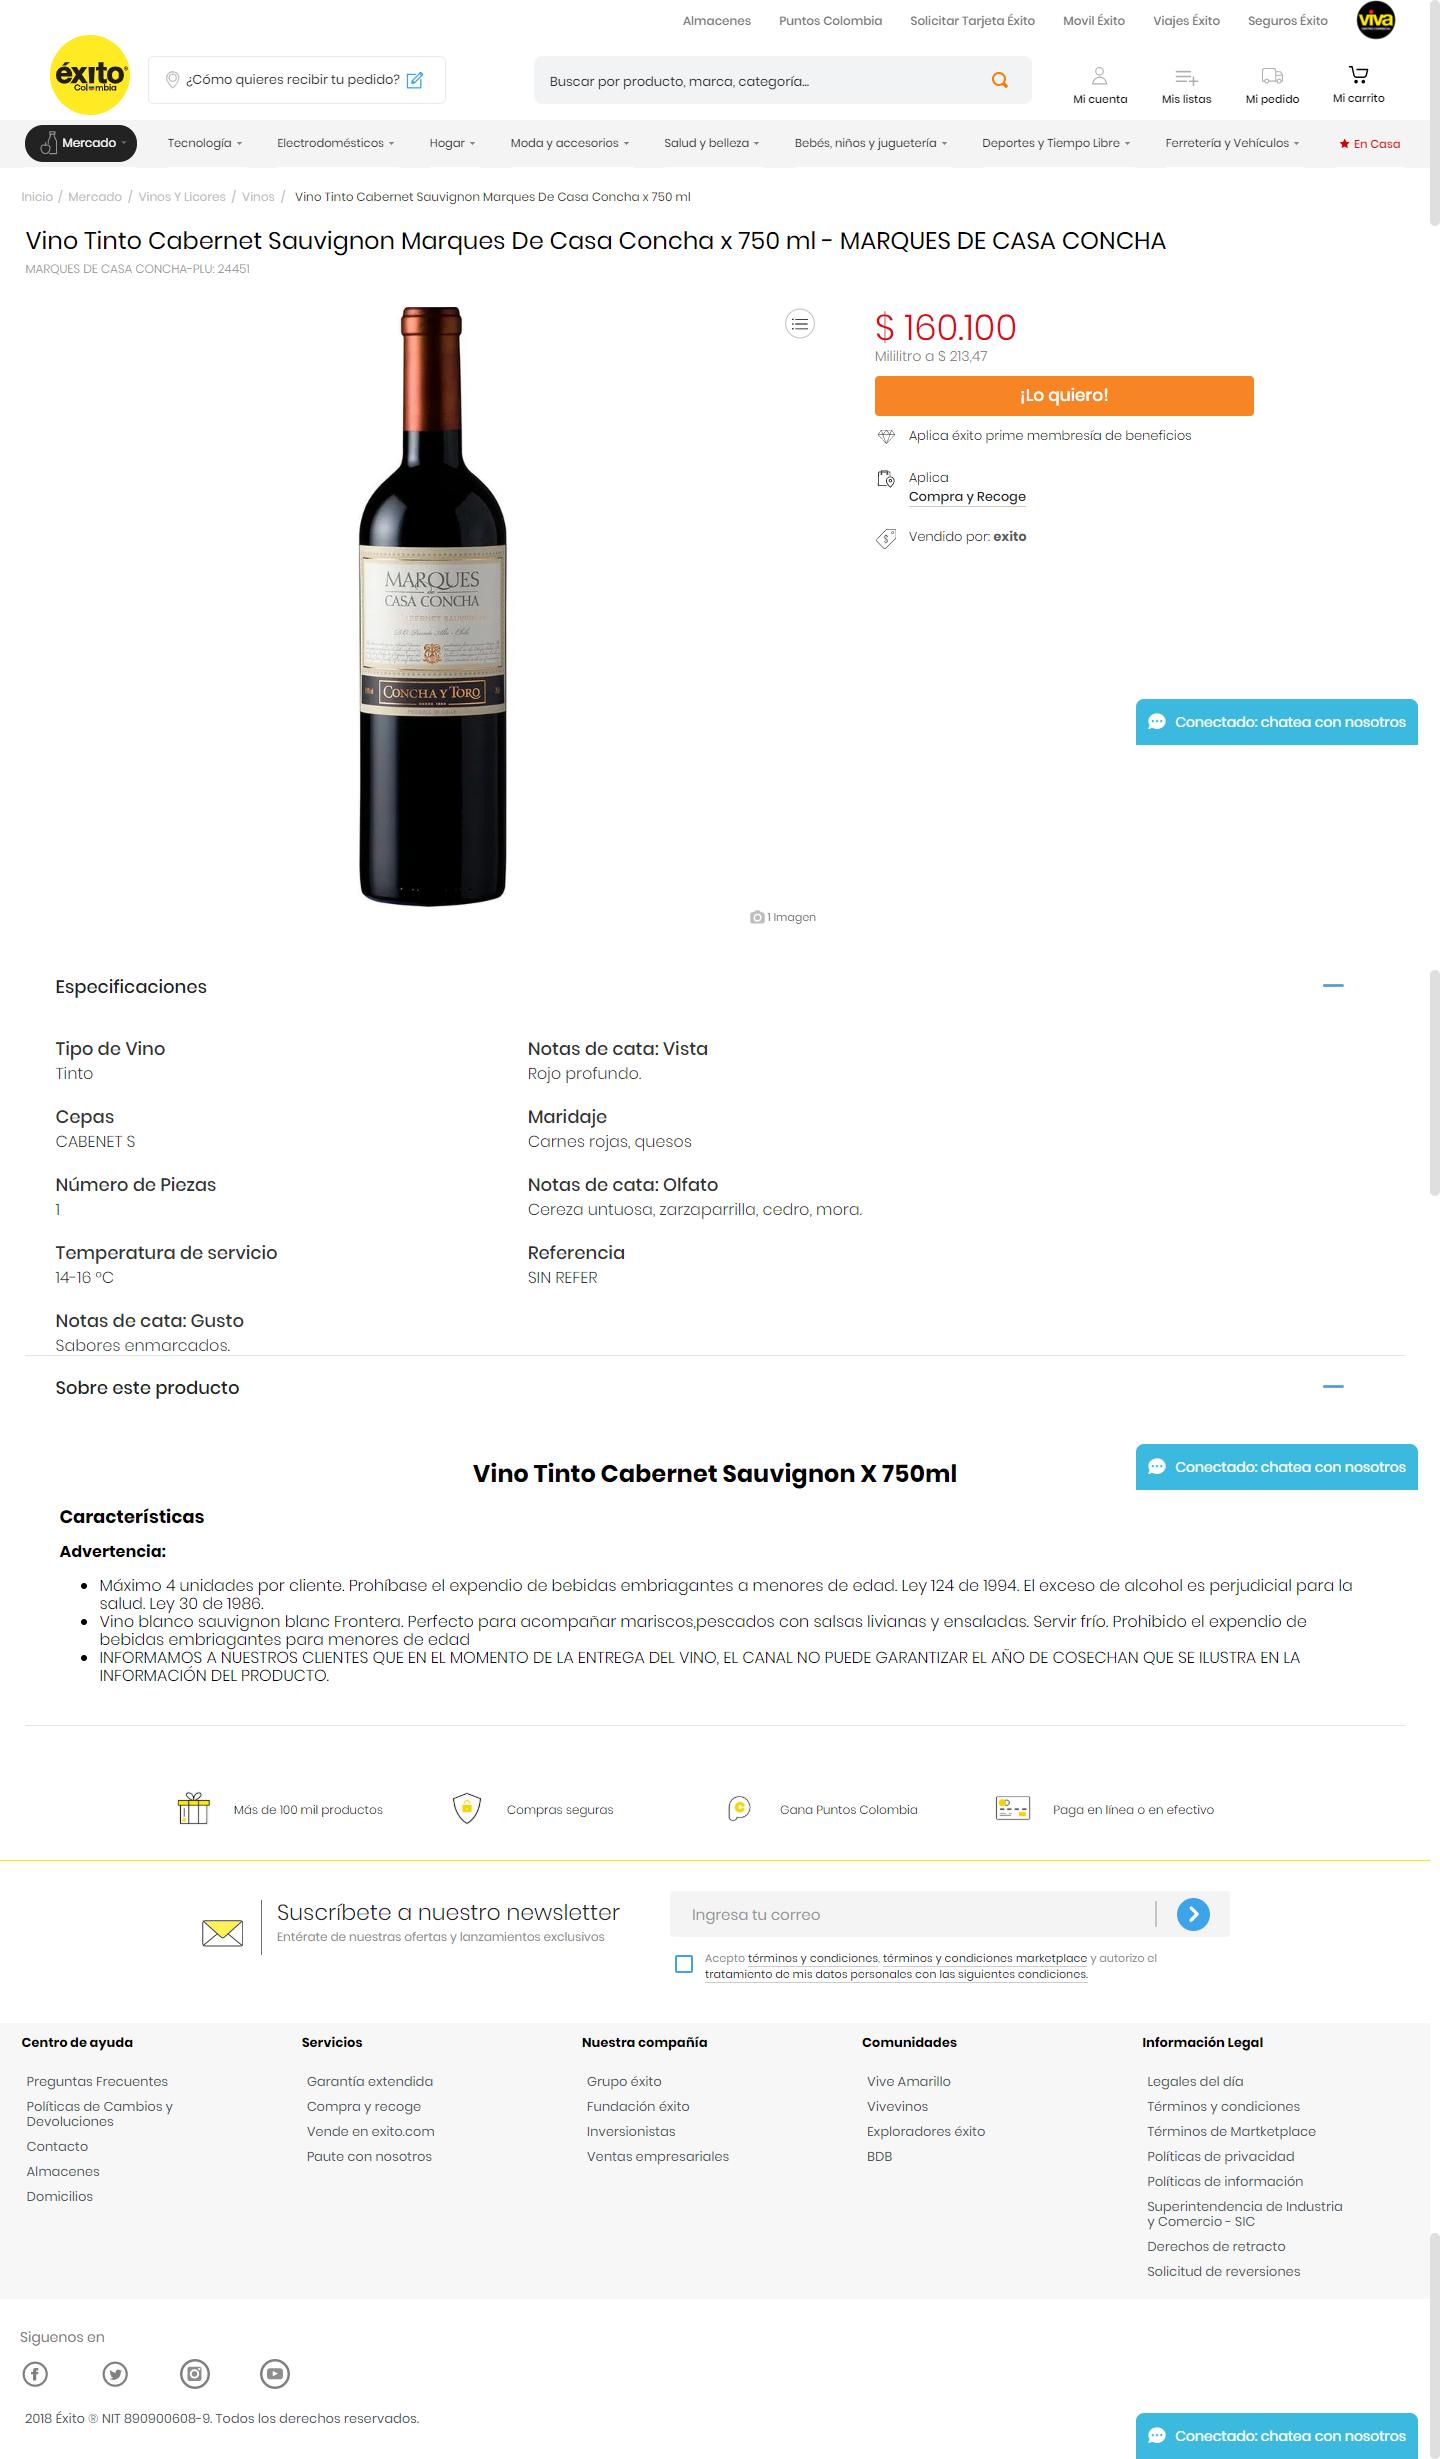 Almacenes Puntos Colombia Solicitar Tarjeta Éxito Movil Éxito Viajes Éxito Seguros Éxito viva
éxito
Colombia
¿Cómo quieres recibir tu pedido?
Buscar por producto, marca, categoría...
Mi cuenta Mis listas Mi pedido Mi carrito
Mercado Tecnología Electrodomésticos Hogar Moda y accesorios Salud y belleza Bebés, niños y juguetería Deportes y Tiempo Libre Ferretería y Vehículos En Casa
Inicio / Mercado / Vinos Y Licores / Vinos / Vino Tinto Cabernet Sauvignon Marques De Casa Concha x 750 ml
Vino Tinto Cabernet Sauvignon Marques De Casa Concha x 750 ml - MARQUES DE CASA CONCHA
MARQUES DE CASA CONCHA-PLU: 24451
MARQUES
de
CASA CONCHA
CABERNET SAUVIGNON
CONCHA Y TORO
$ 160.100
Mililitro a $ 213,47
¡Lo quiero!
Aplica éxito prime membresía de beneficios
Aplica
Compra y Recoge
Vendido por: exito
Conectado: chatea con nosotros
1 Imagen
Especificaciones
Tipo de Vino
Tinto
Cepas
CABENET S
Número de Piezas
1
Temperatura de servicio
14-16 °C
Notas de cata: Gusto
Sabores enmarcados.
Notas de cata: Vista
Rojo profundo.
Maridaje
Carnes rojas, quesos
Notas de cata: Olfato
Cereza untuosa, zarzaparrilla, cedro, mora.
Referencia
SIN REFER
Sobre este producto
Conectado: chatea con nosotros
Vino Tinto Cabernet Sauvignon X 750ml
Características
Advertencia:
Máximo 4 unidades por cliente. Prohíbase el expendio de bebidas embriagantes a menores de edad. Ley 124 de 1994. El exceso de alcohol es perjudicial para la
salud. Ley 30 de 1986.
Vino blanco sauvignon blanc Frontera. Perfecto para acompañar mariscos,pescados con salsas livianas y ensaladas. Servir frío. Prohibido el expendio de
bebidas embriagantes para menores de edad
INFORMAMOS A NUESTROS CLIENTES QUE EN EL MOMENTO DE LA ENTREGA DEL VINO, EL CANAL NO PUEDE GARANTIZAR EL AÑO DE COSECHAN QUE SE ILUSTRA EN LA
INFORMACIÓN DEL PRODUCTO.
Más de 100 mil productos Compras seguras Gana Puntos Colombia Paga en línea o en efectivo
Suscríbete a nuestro newsletter
Entérate de nuestras ofertas y lanzamientos exclusivos
Ingresa tu correo
Acepto términos y condiciones, términos y condiciones marketplace y autorizo el
tratamiento de mis datos personales con las siguientes condiciones.
Centro de ayuda
Preguntas Frecuentes
Políticas de Cambios y
Devoluciones
Contacto
Almacenes
Domicilios
Servicios
Garantía extendida
Compra y recoge
Vende en exito.com
Paute con nosotros
Nuestra compañía
Grupo éxito
Fundación éxito
Inversionistas
Ventas empresariales
Comunidades
Vive Amarillo
Vivevinos
Exploradores éxito
BDB
Información Legal
Legales del día
Términos y condiciones
Términos de Martketplace
Políticas de privacidad
Políticas de información
Superintendencia de Industria
y Comercio - SIC
Derechos de retracto
Solicitud de reversiones
Siguenos en
2018 Éxito ® NIT 890900608-9. Todos los derechos reservados.
Conectado: chatea con nosotros